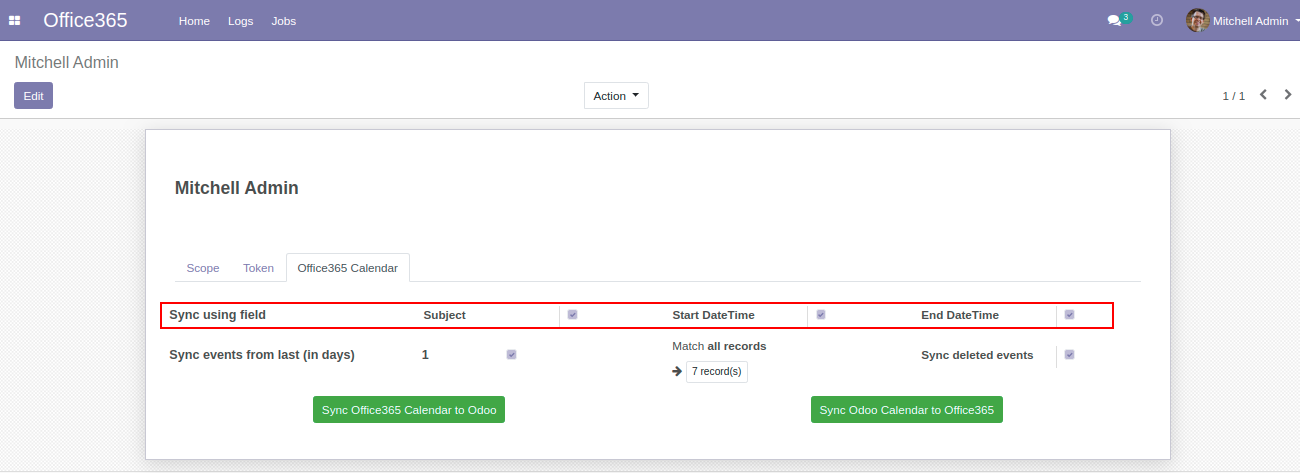 Office365 Home Logs Jobs 3 Mitchell Admin
Mitchell Admin
Edit Action 1 / 1
Mitchell Admin
Scope Token Office365 Calendar
Sync using field Subject Start DateTime End DateTime
Sync events from last (in days) 1 Match all records Sync deleted events
7 record(s)
Sync Office365 Calendar to Odoo Sync Odoo Calendar to Office365